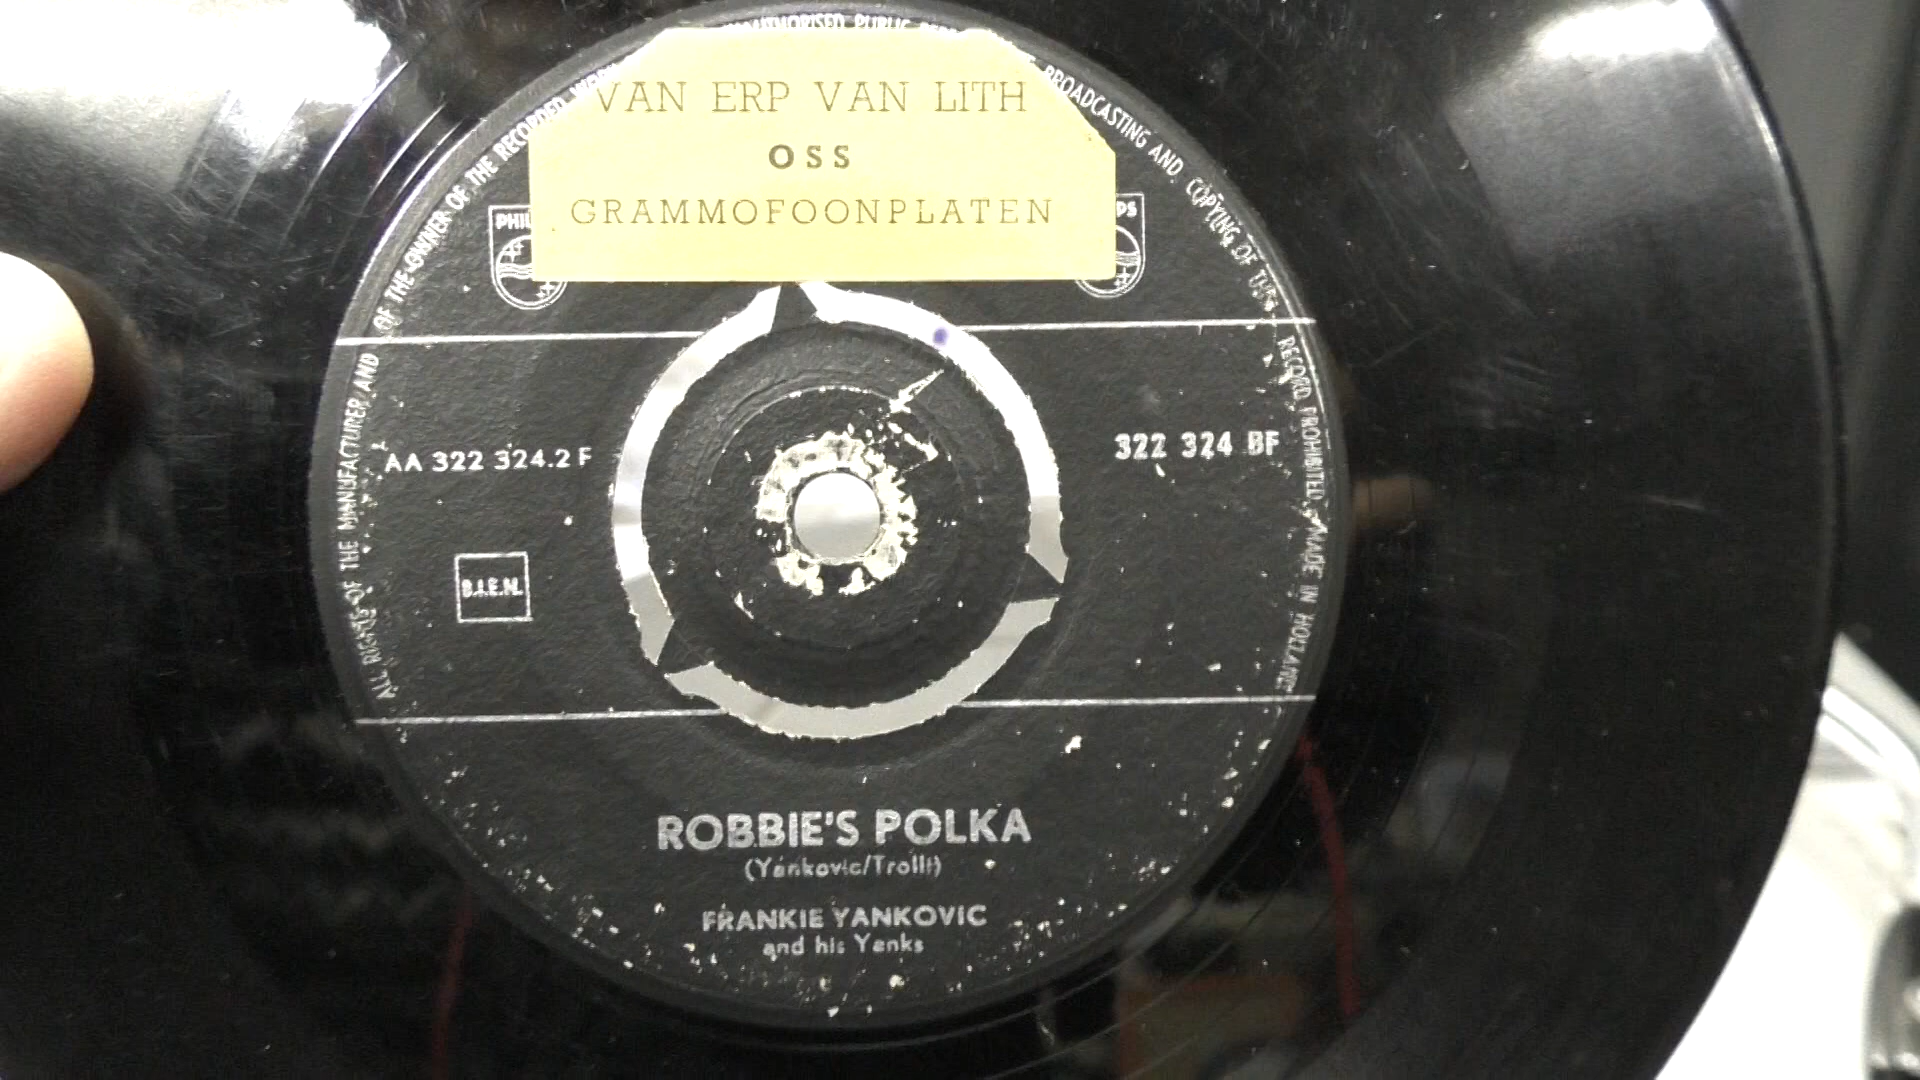 UNAUTHORISED PUBLIC
VAN ERP VAN LITH
OSS
GRAMMOFOONPLATEN
ALL RIGHTS OF THE MANUFACTURER AND OF THE OWNER OF THE RECORDED
BROADCASTING AND COPYING OF THIS RECORD PROHIBITED MADE IN HOLLAND
AA 322 324.2 F
322 324 BF
B.I.E.M.
ROBBIE'S POLKA
(Yankovic/Trolli)
FRANKIE YANKOVIC
and his Yanks